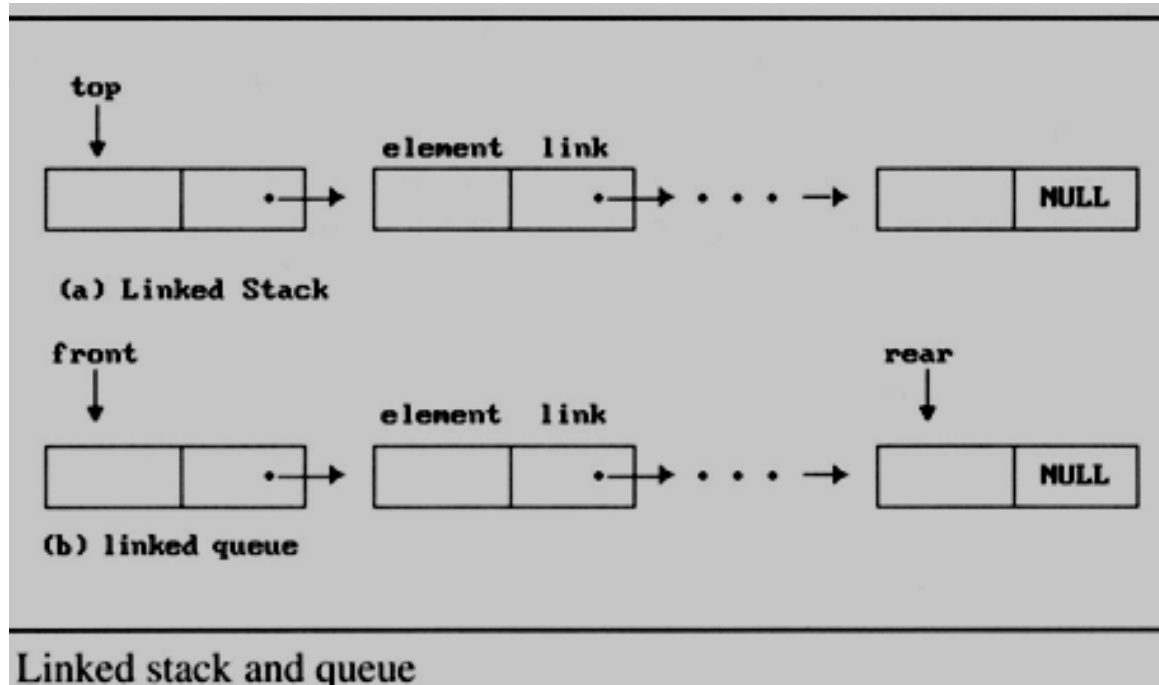 top
element link
NULL
(a) Linked Stack
front rear
element link
NULL
(b) linked queue
Linked stack and queue